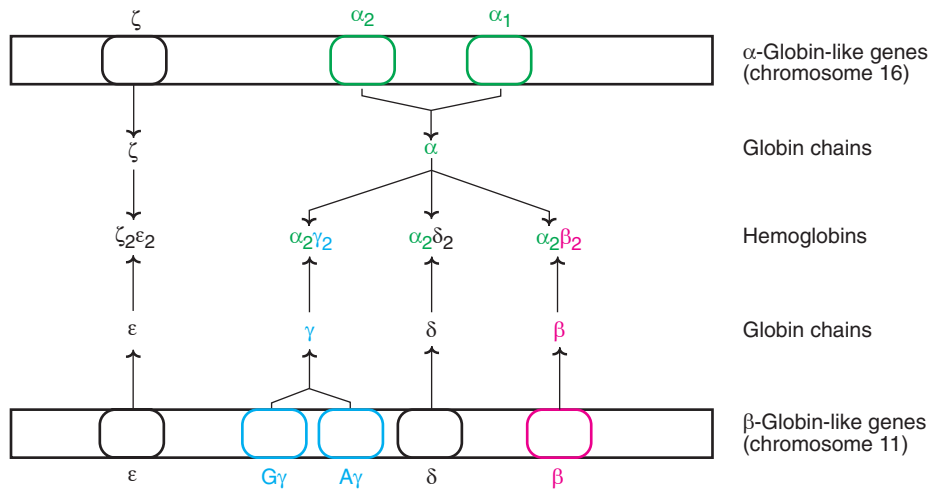 ζ α₂ α₁
α-Globin-like genes
(chromosome 16)
ζ α Globin chains
ζ₂ε₂ α₂γ₂ α₂δ₂ α₂β₂ Hemoglobins
ε γ δ β Globin chains
β-Globin-like genes
(chromosome 11)
ε Gγ Aγ δ β